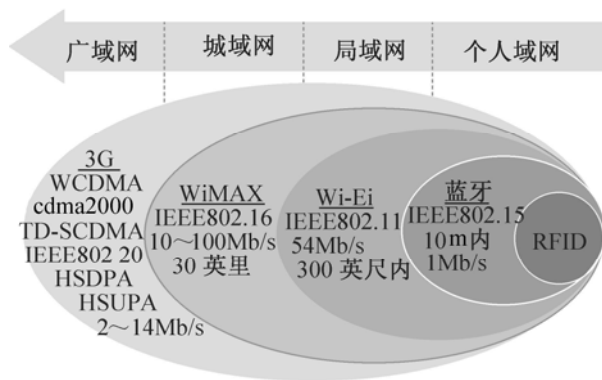 广域网
城域网
局域网
个人域网
3G
WCDMA
cdma2000
TD-SCDMA
IEEE802 20
HSDPA
HSUPA
2～14Mb/s
WiMAX
IEEE802.16
10～100Mb/s
30 英里
Wi-Ei
IEEE802.11
54Mb/s
300 英尺内
蓝牙
IEEE802.15
10m内
1Mb/s
RFID